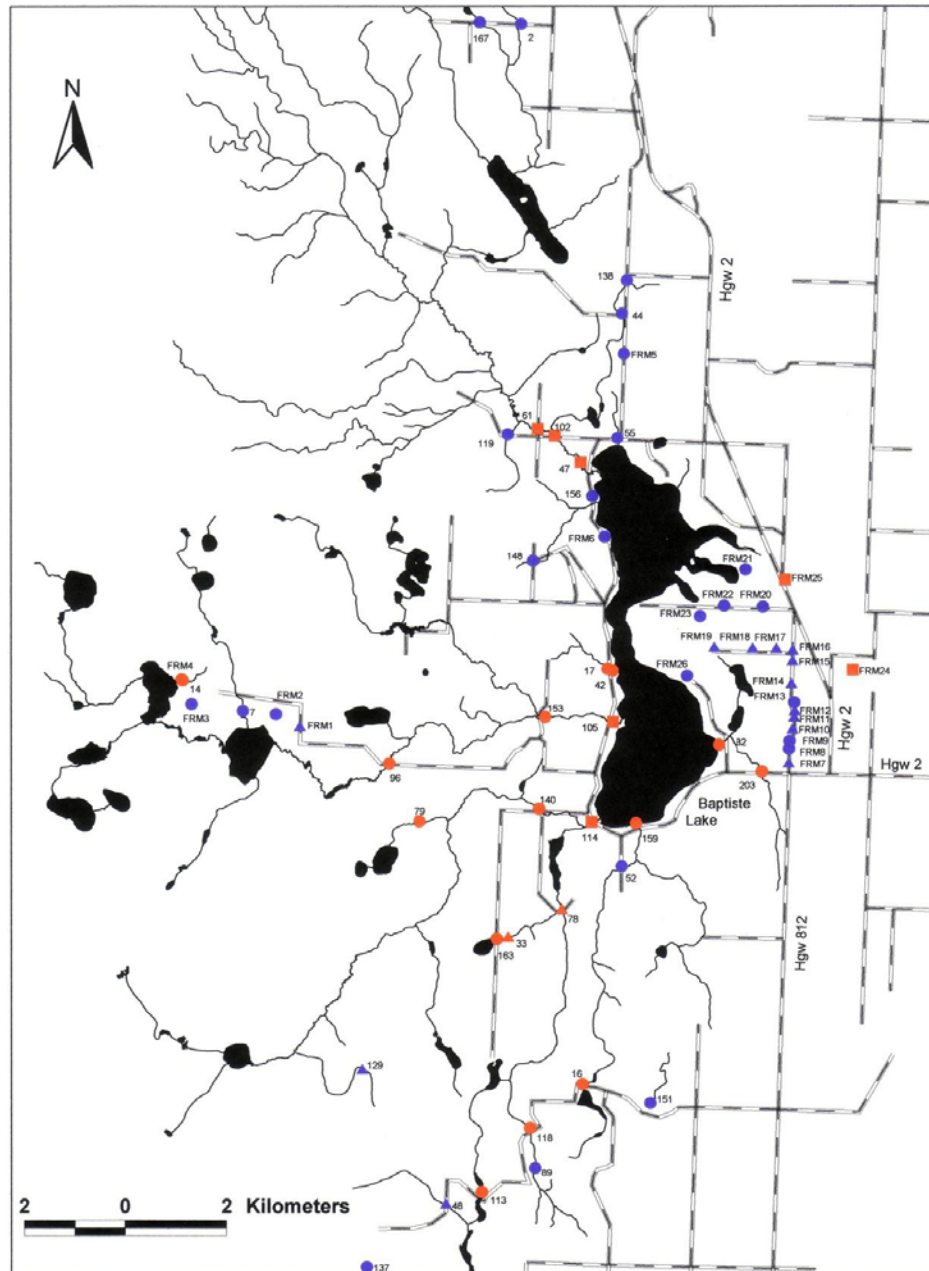 167
2
N
138
Hgw 2
44
FRM5
61
102
119
55
47
156
FRM6
148
FRM21
FRM25
FRM22
FRM20
FRM23
FRM19
FRM18
FRM17
FRM16
FRM15
FRM4
17
42
FRM26
FRM24
14
FRM14
FRM13
FRM3
7
FRM2
FRM12
FRM11
FRM1
153
105
FRM10
Hgw 2
FRM9
FRM8
FRM7
96
203
Hgw 2
Baptiste
Lake
140
79
114
159
52
78
33
163
Hgw 812
129
16
151
118
89
113
48
2
0
2
Kilometers
137